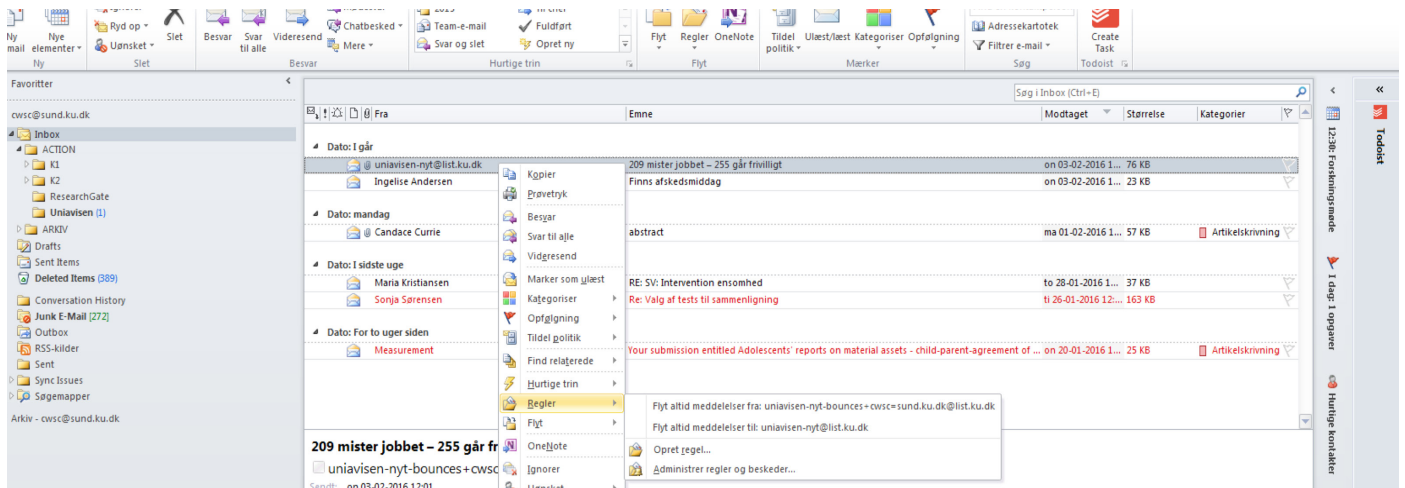 Ignorer
2015
Til chef
Ryd op
Uønsket
Ny
mail
Nye
elementer
Slet
Besvar
Svar
til alle
Videresend
Chatbesked
Mere
Team-e-mail
Svar og slet
Fuldført
Opret ny
Flyt
Regler
OneNote
Tildel
politik
Ulæst/læst
Kategoriser
Opfølgning
Adressekartotek
Filtrer e-mail
Create
Task
Ny
Slet
Besvar
Hurtige trin
Flyt
Mærker
Søg
Todoist
Favoritter
cwsc@sund.ku.dk
Inbox
ACTION
K1
K2
ResearchGate
Uniavisen (1)
ARKIV
Drafts
Sent Items
Deleted Items (389)
Conversation History
Junk E-Mail [272]
Outbox
RSS-kilder
Sent
Sync Issues
Søgemapper
Arkiv - cwsc@sund.ku.dk
Søg i Inbox (Ctrl+E)
Fra Emne Modtaget Størrelse Kategorier
Dato: I går
uniavisen-nyt@list.ku.dk 209 mister jobbet – 255 går frivilligt on 03-02-2016 1... 76 KB
Ingelise Andersen Finns afskedsmiddag on 03-02-2016 1... 23 KB
Dato: mandag
Candace Currie abstract ma 01-02-2016 1... 57 KB Artikelskrivning
Dato: I sidste uge
Maria Kristiansen RE: SV: Intervention ensomhed to 28-01-2016 1... 37 KB
Sonja Sørensen Re: Valg af tests til sammenligning ti 26-01-2016 12:... 163 KB
Dato: For to uger siden
Measurement Your submission entitled Adolescents' reports on material assets - child-parent-agreement of ... on 20-01-2016 1... 25 KB Artikelskrivning
209 mister jobbet – 255 går fr
uniavisen-nyt-bounces+cwsc
Sendt: on 03-02-2016 12:01
Kopier
Prøvetryk
Besvar
Svar til alle
Videresend
Marker som ulæst
Kategoriser
Opfølgning
Tildel politik
Find relaterede
Hurtige trin
Regler
Flyt
OneNote
Ignorer
Uønsket
Flyt altid meddelelser fra: uniavisen-nyt-bounces+cwsc=sund.ku.dk@list.ku.dk
Flyt altid meddelelser til: uniavisen-nyt@list.ku.dk
Opret regel...
Administrer regler og beskeder...
12:30: Forskningsmøde
I dag: 1 opgaver
Hurtige kontakter
Todoist